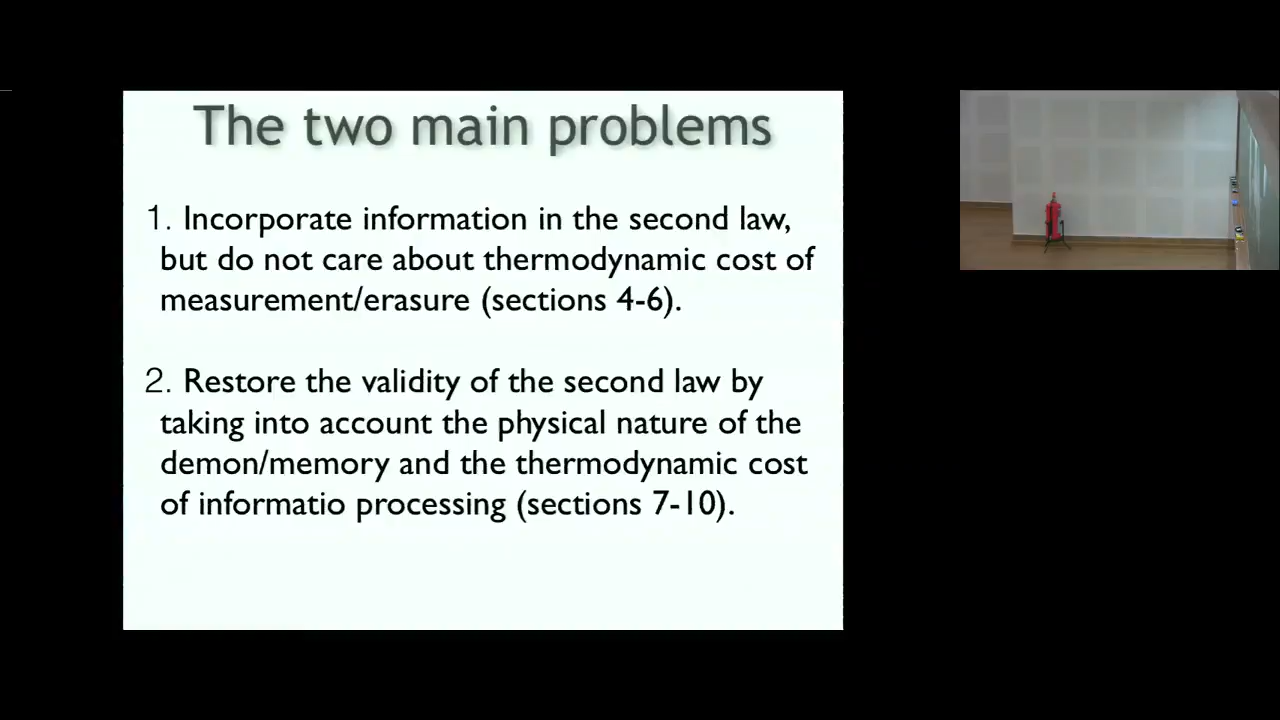 The two main problems
1. Incorporate information in the second law,
but do not care about thermodynamic cost of
measurement/erasure (sections 4-6).
2. Restore the validity of the second law by
taking into account the physical nature of the
demon/memory and the thermodynamic cost
of informatio processing (sections 7-10).